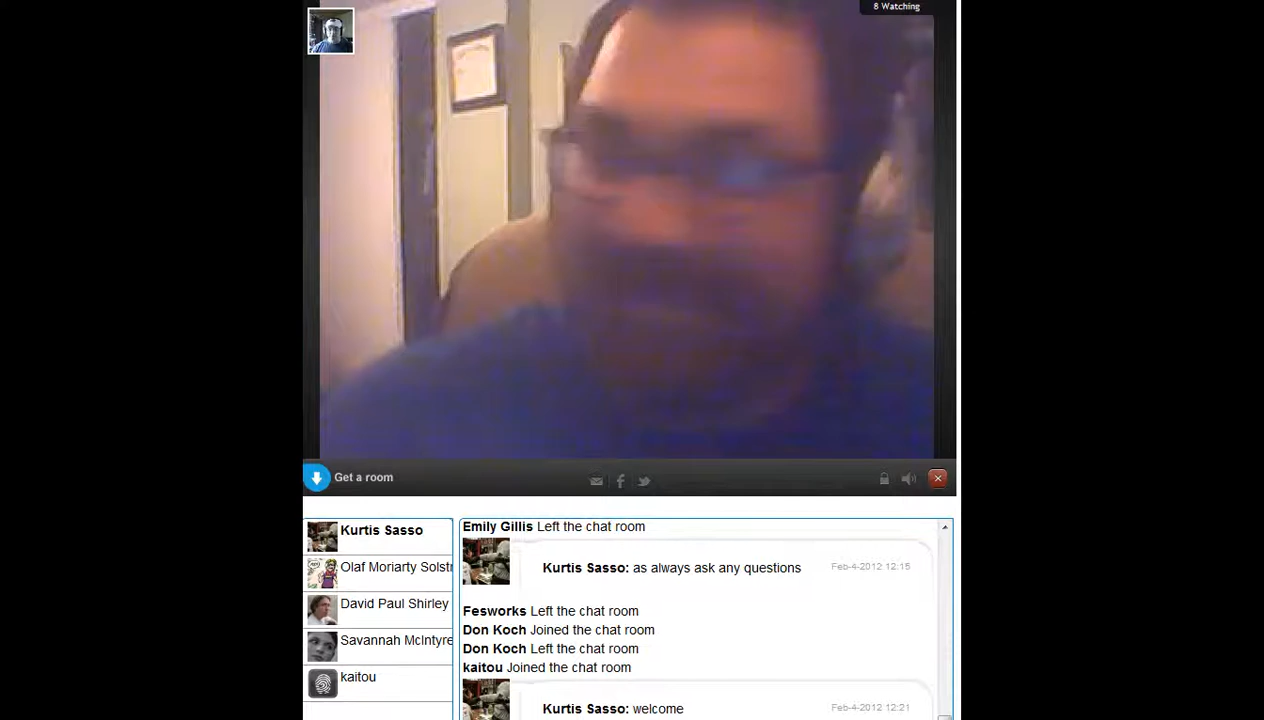 8 Watching
Get a room
Kurtis Sasso
Olaf Moriarty Solstr
David Paul Shirley
Savannah McIntyre
kaitou
Emily Gillis Left the chat room
Kurtis Sasso: as always ask any questions Feb-4-2012 12:15
Fesworks Left the chat room
Don Koch Joined the chat room
Don Koch Left the chat room
kaitou Joined the chat room
Kurtis Sasso: welcome Feb-4-2012 12:21